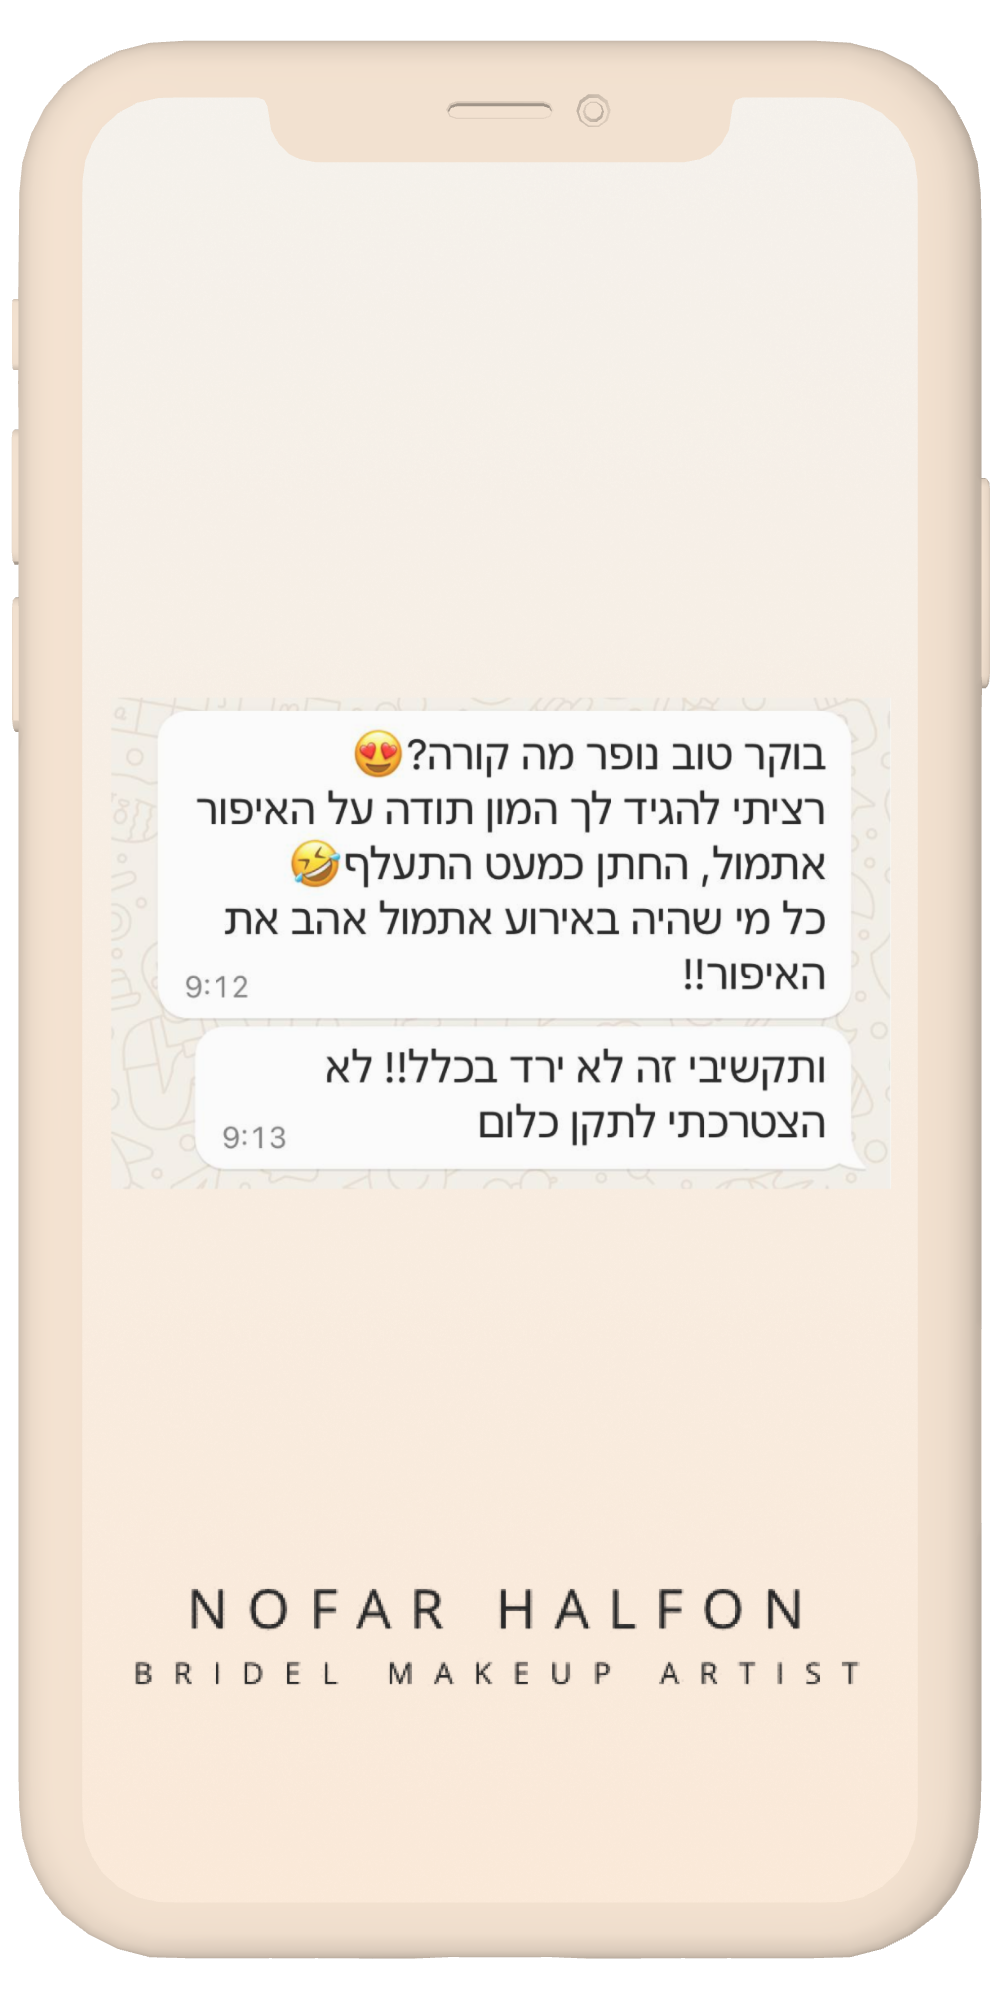 בוקר טוב נופר מה קורה?😍
רציתי להגיד לך המון תודה על האיפור
אתמול, החתן כמעט התעלף🤣
כל מי שהיה באירוע אתמול אהב את
האיפור!!
9:12
ותקשיבי זה לא ירד בכלל!! לא
הצטרכתי לתקן כלום
9:13
NOFAR HALFON
BRIDEL MAKEUP ARTIST